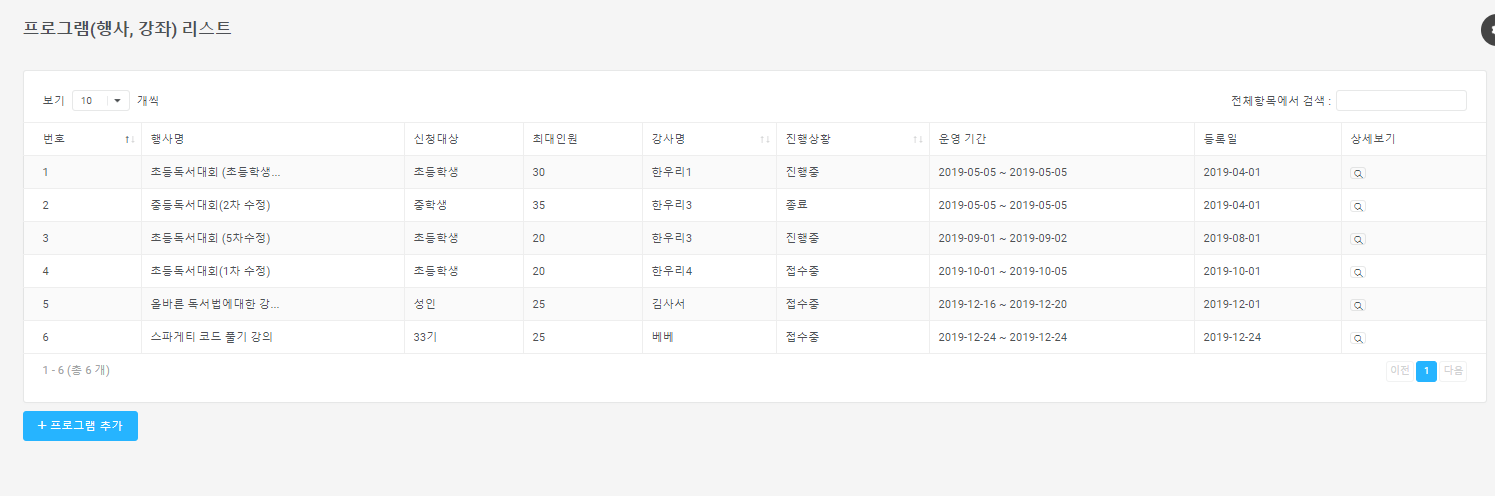 프로그램(행사, 강좌) 리스트
보기 10 개씩 전체항목에서 검색 :
번호 행사명 신청대상 최대인원 강사명 진행상황 운영 기간 등록일 상세보기
1 초등독서대회 (초등학생... 초등학생 30 한우리1 진행중 2019-05-05 ~ 2019-05-05 2019-04-01
2 중등독서대회(2차 수정) 중학생 35 한우리3 종료 2019-05-05 ~ 2019-05-05 2019-04-01
3 초등독서대회 (5차수정) 초등학생 20 한우리3 진행중 2019-09-01 ~ 2019-09-02 2019-08-01
4 초등독서대회(1차 수정) 초등학생 20 한우리4 접수중 2019-10-01 ~ 2019-10-05 2019-10-01
5 올바른 독서법에대한 강... 성인 25 김사서 접수중 2019-12-16 ~ 2019-12-20 2019-12-01
6 스파게티 코드 풀기 강의 33기 25 베베 접수중 2019-12-24 ~ 2019-12-24 2019-12-24
1 - 6 (총 6 개) 이전 1 다음
+ 프로그램 추가